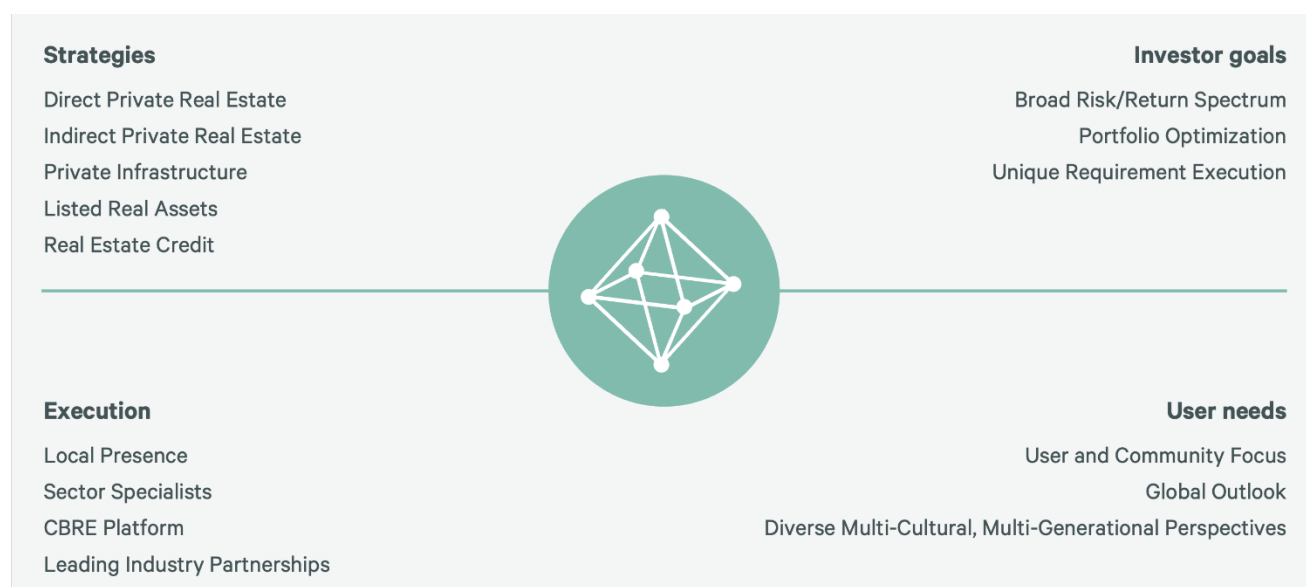 Strategies
Direct Private Real Estate
Indirect Private Real Estate
Private Infrastructure
Listed Real Assets
Real Estate Credit
Investor goals
Broad Risk/Return Spectrum
Portfolio Optimization
Unique Requirement Execution
Execution
Local Presence
Sector Specialists
CBRE Platform
Leading Industry Partnerships
User needs
User and Community Focus
Global Outlook
Diverse Multi-Cultural, Multi-Generational Perspectives